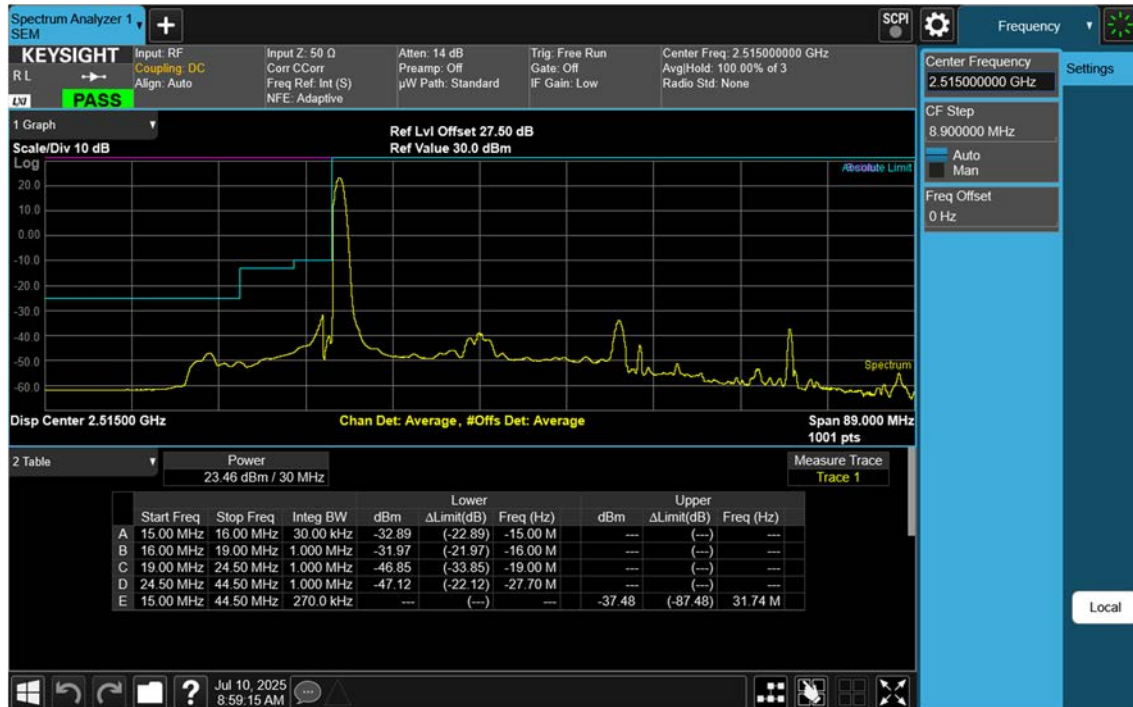 Spectrum Analyzer 1
SEM
SCPI
Frequency
KEYSIGHT
R L
LXI
PASS
Input: RF
Coupling: DC
Align: Auto
Input Z: 50 Ω
Corr CCorr
Freq Ref: Int (S)
NFE: Adaptive
Atten: 14 dB
Preamp: Off
µW Path: Standard
Trig: Free Run
Gate: Off
IF Gain: Low
Center Freq: 2.515000000 GHz
Avg|Hold: 100.00% of 3
Radio Std: None
Center Frequency
2.515000000 GHz
Settings
CF Step
8.900000 MHz
Auto
Man
Freq Offset
0 Hz
Local
1 Graph
Scale/Div 10 dB
Ref Lvl Offset 27.50 dB
Ref Value 30.0 dBm
Log
Absolute Limit
20.0
10.0
0.00
-10.0
-20.0
-30.0
-40.0
-50.0
-60.0
Spectrum
Disp Center 2.51500 GHz
Chan Det: Average, #Offs Det: Average
Span 89.000 MHz
1001 pts
2 Table
Power
23.46 dBm / 30 MHz
Measure Trace
Trace 1
Lower Upper
Start Freq Stop Freq Integ BW dBm ΔLimit(dB) Freq (Hz) dBm ΔLimit(dB) Freq (Hz)
A 15.00 MHz 16.00 MHz 30.00 kHz -32.89 (-22.89) -15.00 M --- (---) ---
B 16.00 MHz 19.00 MHz 1.000 MHz -31.97 (-21.97) -16.00 M --- (---) ---
C 19.00 MHz 24.50 MHz 1.000 MHz -46.85 (-33.85) -19.00 M --- (---) ---
D 24.50 MHz 44.50 MHz 1.000 MHz -47.12 (-22.12) -27.70 M --- (---) ---
E 15.00 MHz 44.50 MHz 270.0 kHz --- (---) --- -37.48 (-87.48) 31.74 M
?
Jul 10, 2025
8:59:15 AM